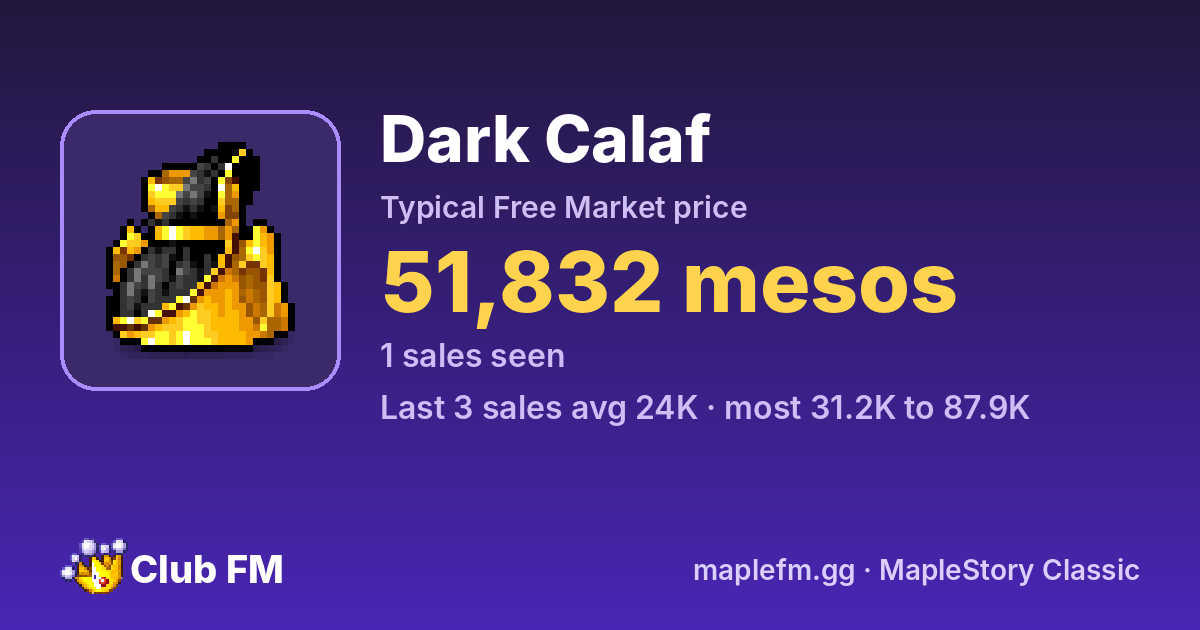 Dark Calaf
Typical Free Market price
51,832 mesos
1 sales seen
Last 3 sales avg 24K · most 31.2K to 87.9K
Club FM
maplefm.gg · MapleStory Classic